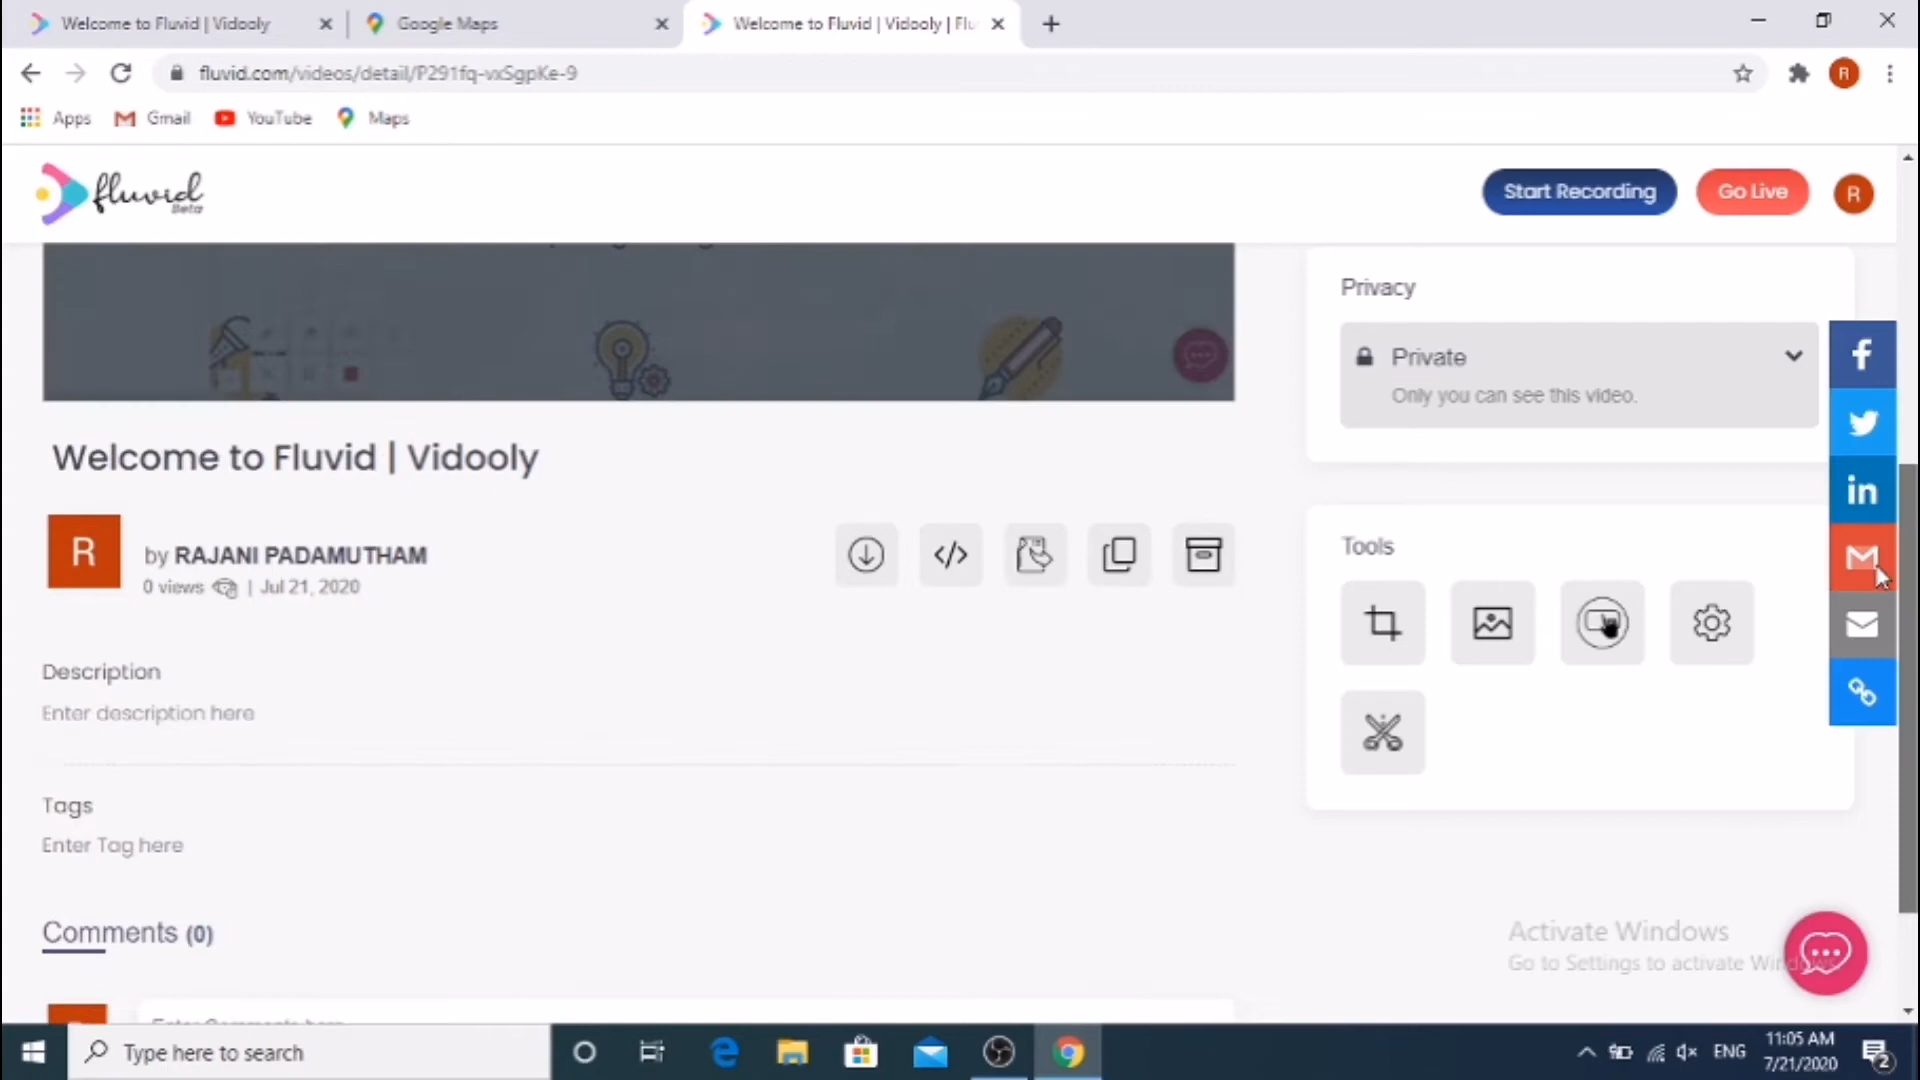 Welcome to Fluvid | Vidooly
Google Maps
Welcome to Fluvid | Vidooly | Flu
fluvid.com/videos/detail/P291fq-vxSgpKe-9
R
Apps
Gmail
YouTube
Maps
fluvid
Beta
Start Recording
Go Live
R
Privacy
Private
Only you can see this video.
Welcome to Fluvid | Vidooly
R
by RAJANI PADAMUTHAM
0 views | Jul 21, 2020
Tools
Description
Enter description here
Tags
Enter Tag here
Comments (0)
Activate Windows
Go to Settings to activate Windows.
Type here to search
ENG
11:05 AM
7/21/2020
2